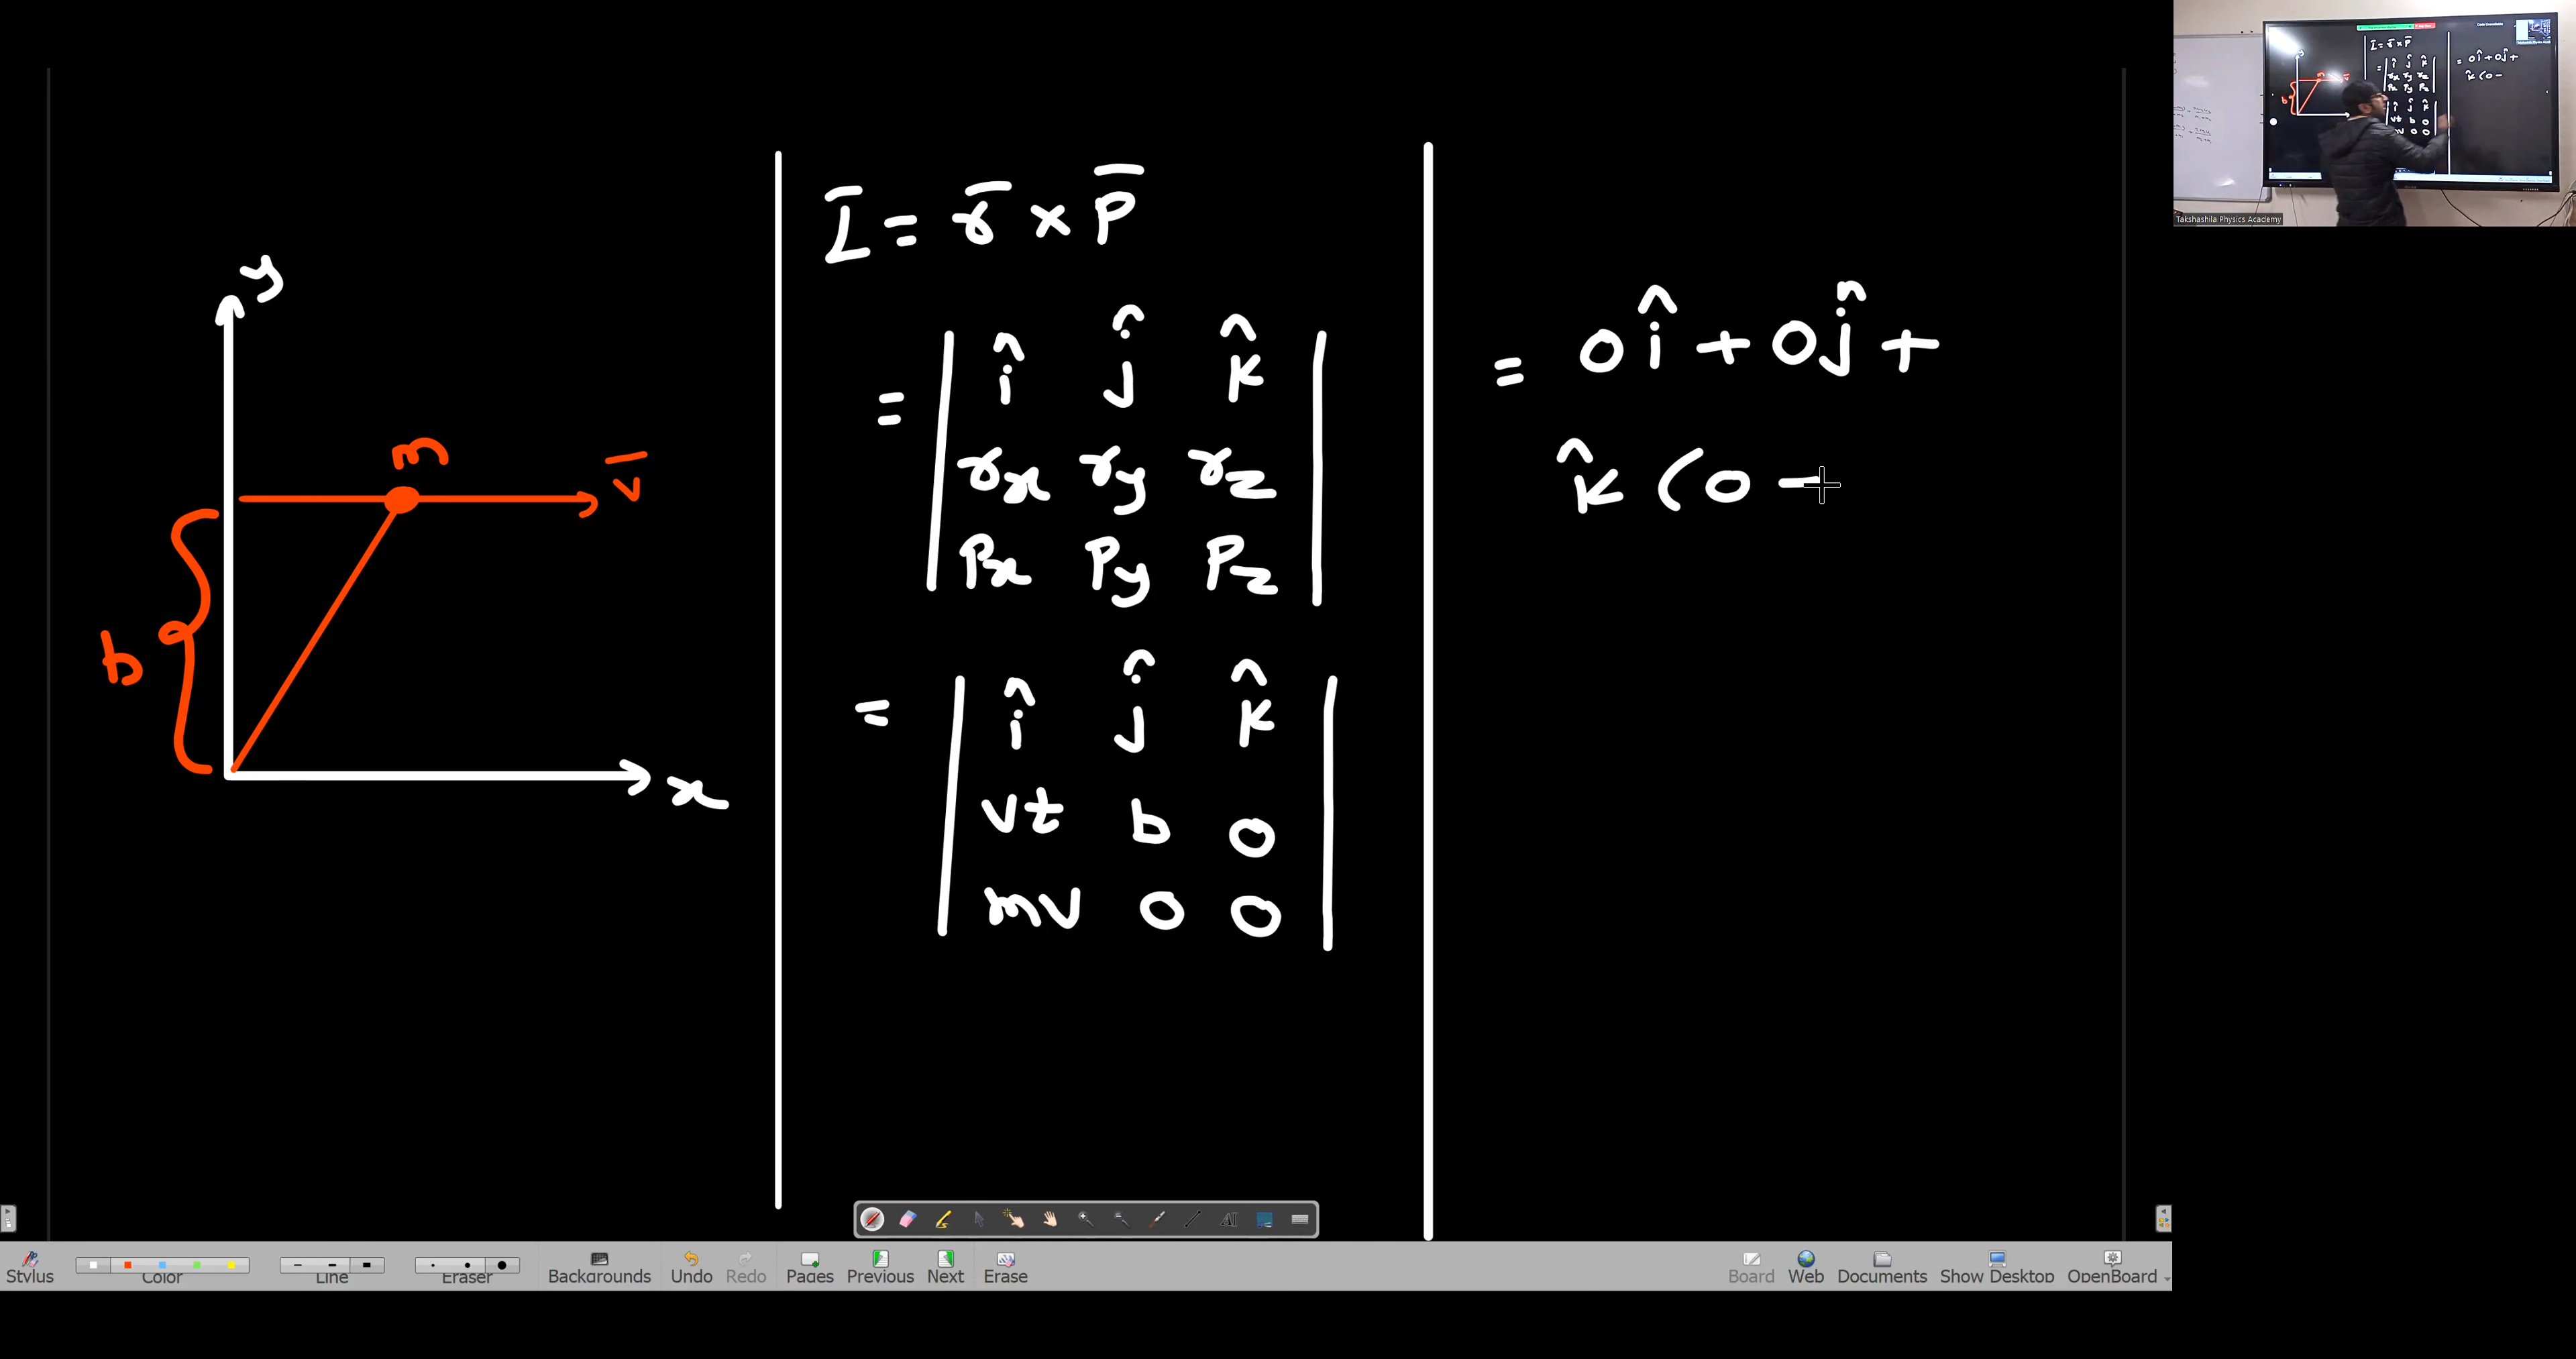 y
m
v̅
b
x
L̅ = r̅ × P̅
= | î ĵ k̂ |
| rx ry rz |
| Px Py Pz |
= | î ĵ k̂ |
| vt b 0 |
| mv 0 0 |
= 0î + 0ĵ +
k̂ (0 −
Takshashila Physics Academy
Stylus Color Line Eraser Backgrounds Undo Redo Pages Previous Next Erase Board Web Documents Show Desktop OpenBoard